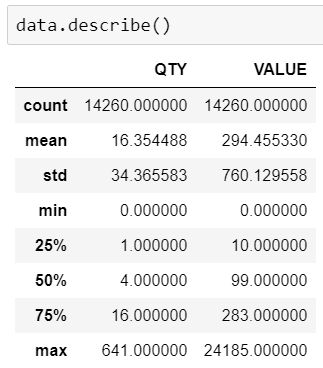 data.describe()
QTY VALUE
count 14260.000000 14260.000000
mean 16.354488 294.455330
std 34.365583 760.129558
min 0.000000 0.000000
25% 1.000000 10.000000
50% 4.000000 99.000000
75% 16.000000 283.000000
max 641.000000 24185.000000